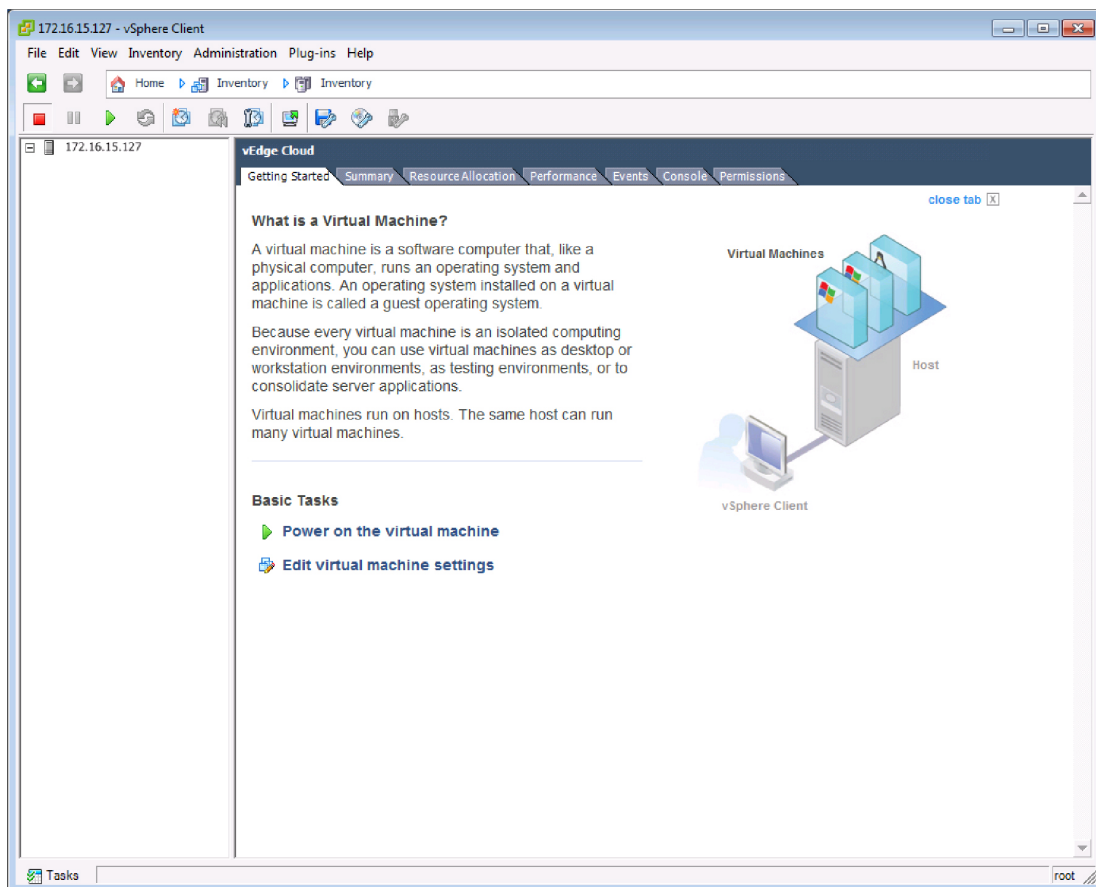 172.16.15.127 - vSphere Client
File Edit View Inventory Administration Plug-ins Help
Home Inventory Inventory
172.16.15.127
vEdge Cloud
Getting Started Summary Resource Allocation Performance Events Console Permissions
close tab X
What is a Virtual Machine?
A virtual machine is a software computer that, like a
physical computer, runs an operating system and
applications. An operating system installed on a virtual
machine is called a guest operating system.
Because every virtual machine is an isolated computing
environment, you can use virtual machines as desktop or
workstation environments, as testing environments, or to
consolidate server applications.
Virtual machines run on hosts. The same host can run
many virtual machines.
Virtual Machines
Host
vSphere Client
Basic Tasks
Power on the virtual machine
Edit virtual machine settings
Tasks
root